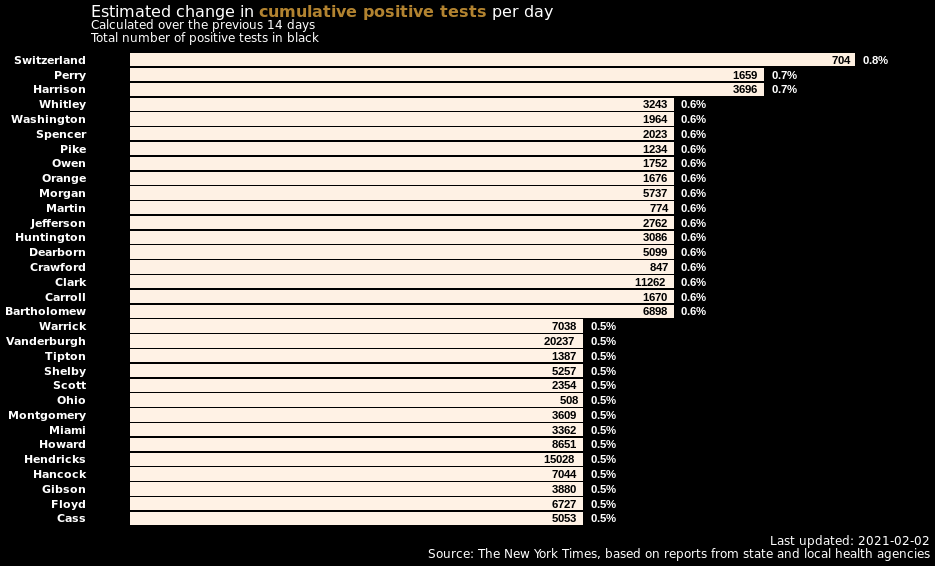 Estimated change in cumulative positive tests per day
Calculated over the previous 14 days
Total number of positive tests in black
Switzerland 704 0.8%
Perry 1659 0.7%
Harrison 3696 0.7%
Whitley 3243 0.6%
Washington 1964 0.6%
Spencer 2023 0.6%
Pike 1234 0.6%
Owen 1752 0.6%
Orange 1676 0.6%
Morgan 5737 0.6%
Martin 774 0.6%
Jefferson 2762 0.6%
Huntington 3086 0.6%
Dearborn 5099 0.6%
Crawford 847 0.6%
Clark 11262 0.6%
Carroll 1670 0.6%
Bartholomew 6898 0.6%
Warrick 7038 0.5%
Vanderburgh 20237 0.5%
Tipton 1387 0.5%
Shelby 5257 0.5%
Scott 2354 0.5%
Ohio 508 0.5%
Montgomery 3609 0.5%
Miami 3362 0.5%
Howard 8651 0.5%
Hendricks 15028 0.5%
Hancock 7044 0.5%
Gibson 3880 0.5%
Floyd 6727 0.5%
Cass 5053 0.5%
Last updated: 2021-02-02
Source: The New York Times, based on reports from state and local health agencies